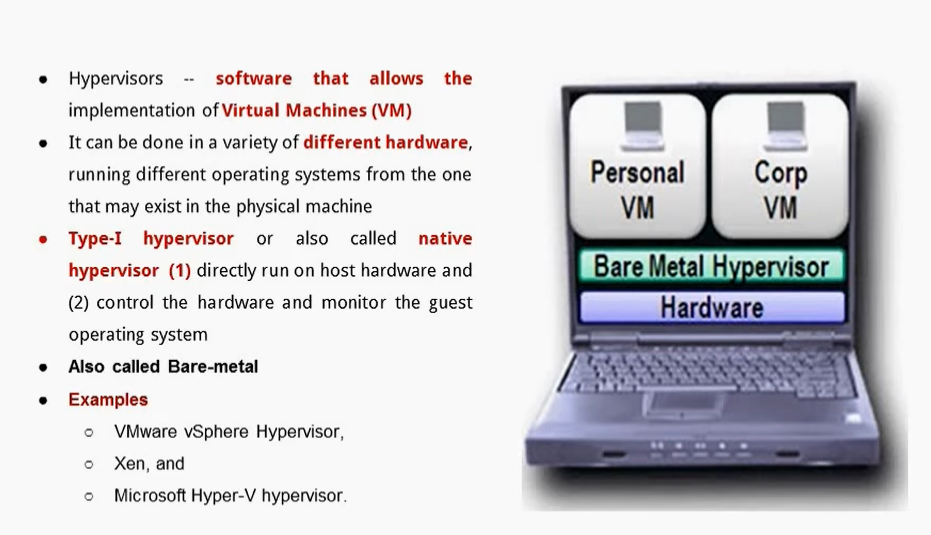 Hypervisors -- software that allows the
implementation of Virtual Machines (VM)
It can be done in a variety of different hardware,
running different operating systems from the one
that may exist in the physical machine
Type-I hypervisor or also called native
hypervisor (1) directly run on host hardware and
(2) control the hardware and monitor the guest
operating system
Also called Bare-metal
Examples
VMware vSphere Hypervisor,
Xen, and
Microsoft Hyper-V hypervisor.
Personal
VM
Corp
VM
Bare Metal Hypervisor
Hardware